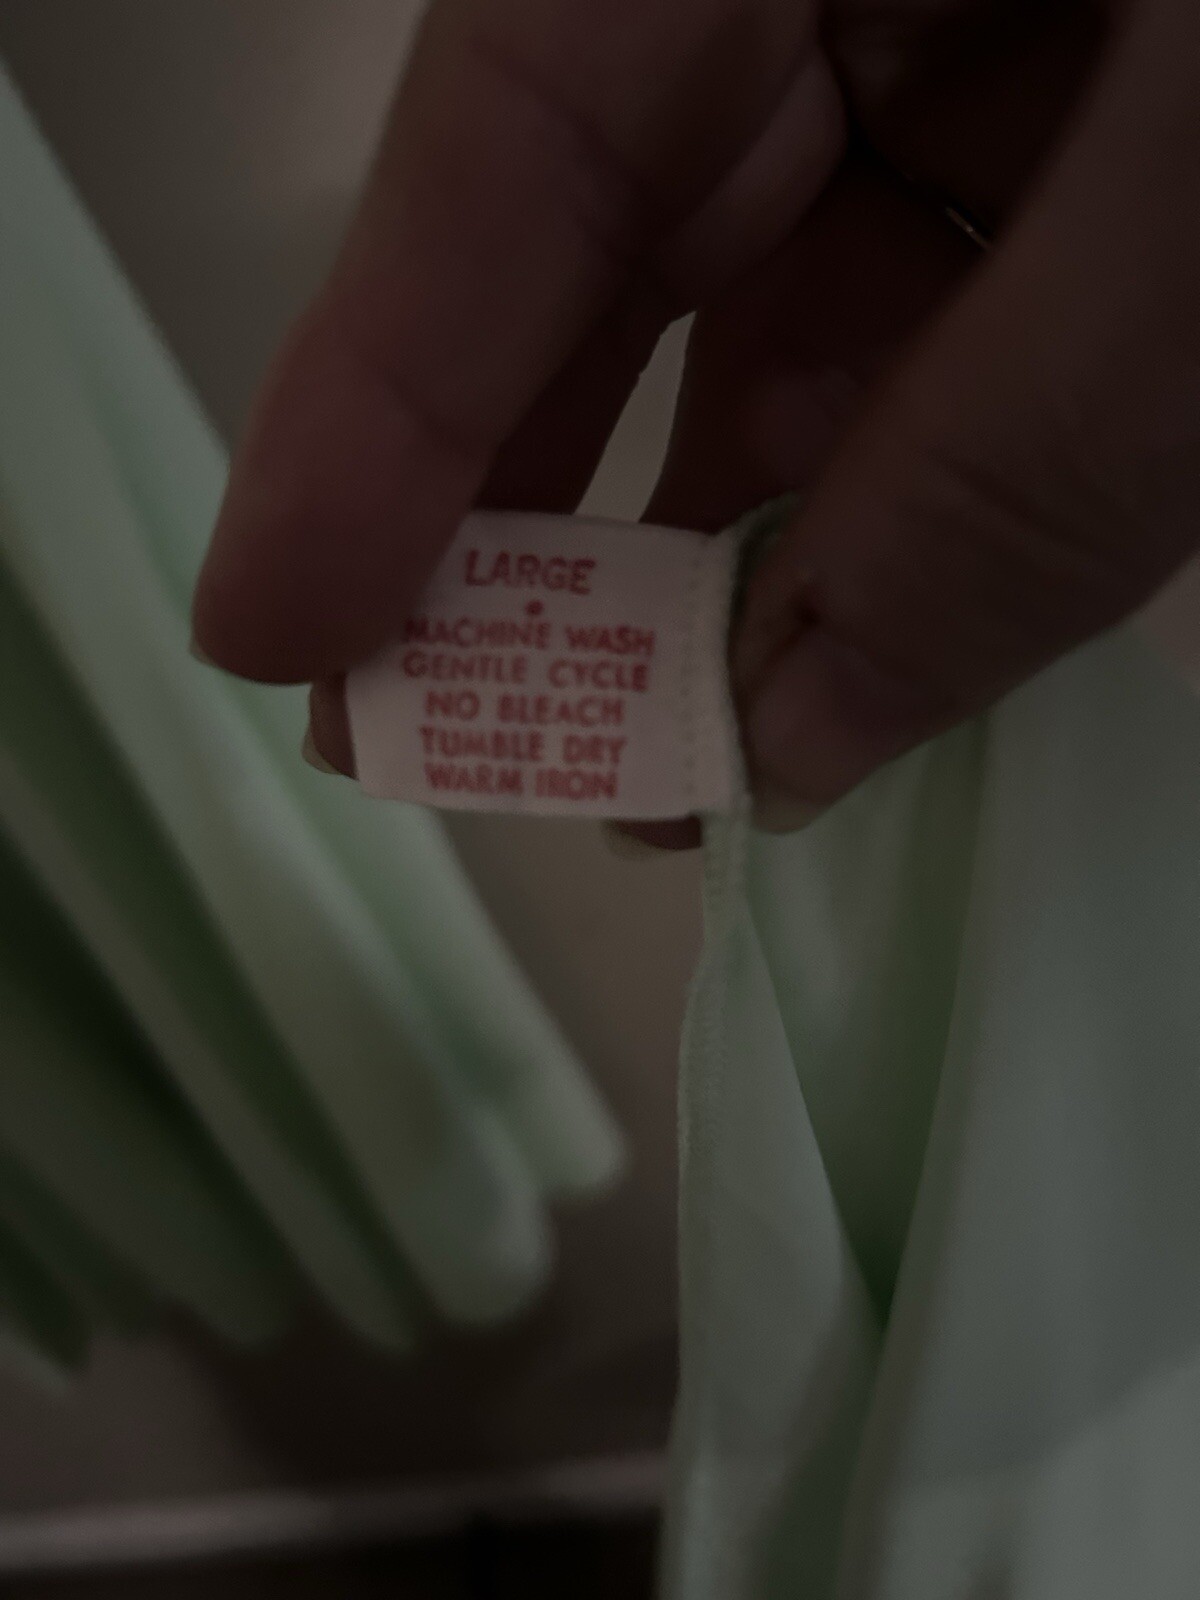 LARGE
•
MACHINE WASH
GENTLE CYCLE
NO BLEACH
TUMBLE DRY
WARM IRON